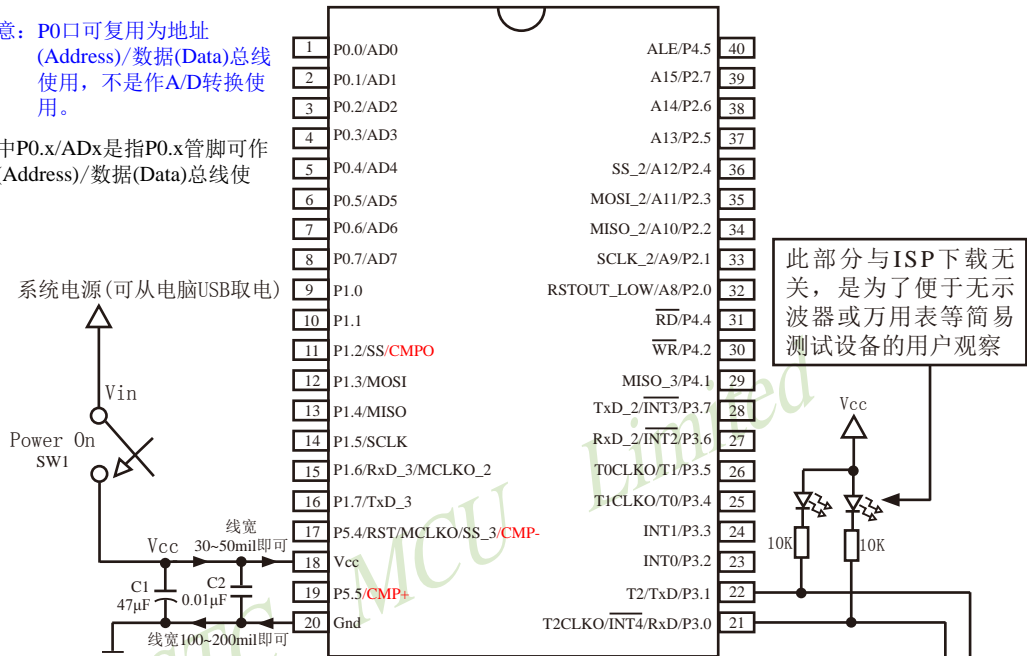 意：P0口可复用为地址
(Address)/数据(Data)总线
使用，不是作A/D转换使
用。
中P0.x/ADx是指P0.x管脚可作
(Address)/数据(Data)总线使
系统电源(可从电脑USB取电)
Vin
Power On
SW1
Vcc
线宽
30~50mil即可
C1
47μF
C2
0.01μF
线宽100~200mil即可
1 P0.0/AD0
2 P0.1/AD1
3 P0.2/AD2
4 P0.3/AD3
5 P0.4/AD4
6 P0.5/AD5
7 P0.6/AD6
8 P0.7/AD7
9 P1.0
10 P1.1
11 P1.2/SS/CMPO
12 P1.3/MOSI
13 P1.4/MISO
14 P1.5/SCLK
15 P1.6/RxD_3/MCLKO_2
16 P1.7/TxD_3
17 P5.4/RST/MCLKO/SS_3/CMP-
18 Vcc
19 P5.5/CMP+
20 Gnd
ALE/P4.5 40
A15/P2.7 39
A14/P2.6 38
A13/P2.5 37
SS_2/A12/P2.4 36
MOSI_2/A11/P2.3 35
MISO_2/A10/P2.2 34
SCLK_2/A9/P2.1 33
RSTOUT_LOW/A8/P2.0 32
RD/P4.4 31
WR/P4.2 30
MISO_3/P4.1 29
TxD_2/INT3/P3.7 28
RxD_2/INT2/P3.6 27
T0CLKO/T1/P3.5 26
T1CLKO/T0/P3.4 25
INT1/P3.3 24
INT0/P3.2 23
T2/TxD/P3.1 22
T2CLKO/INT4/RxD/P3.0 21
此部分与ISP下载无
关，是为了便于无示
波器或万用表等简易
测试设备的用户观察
Vcc
10K
10K
STC MCU Limited